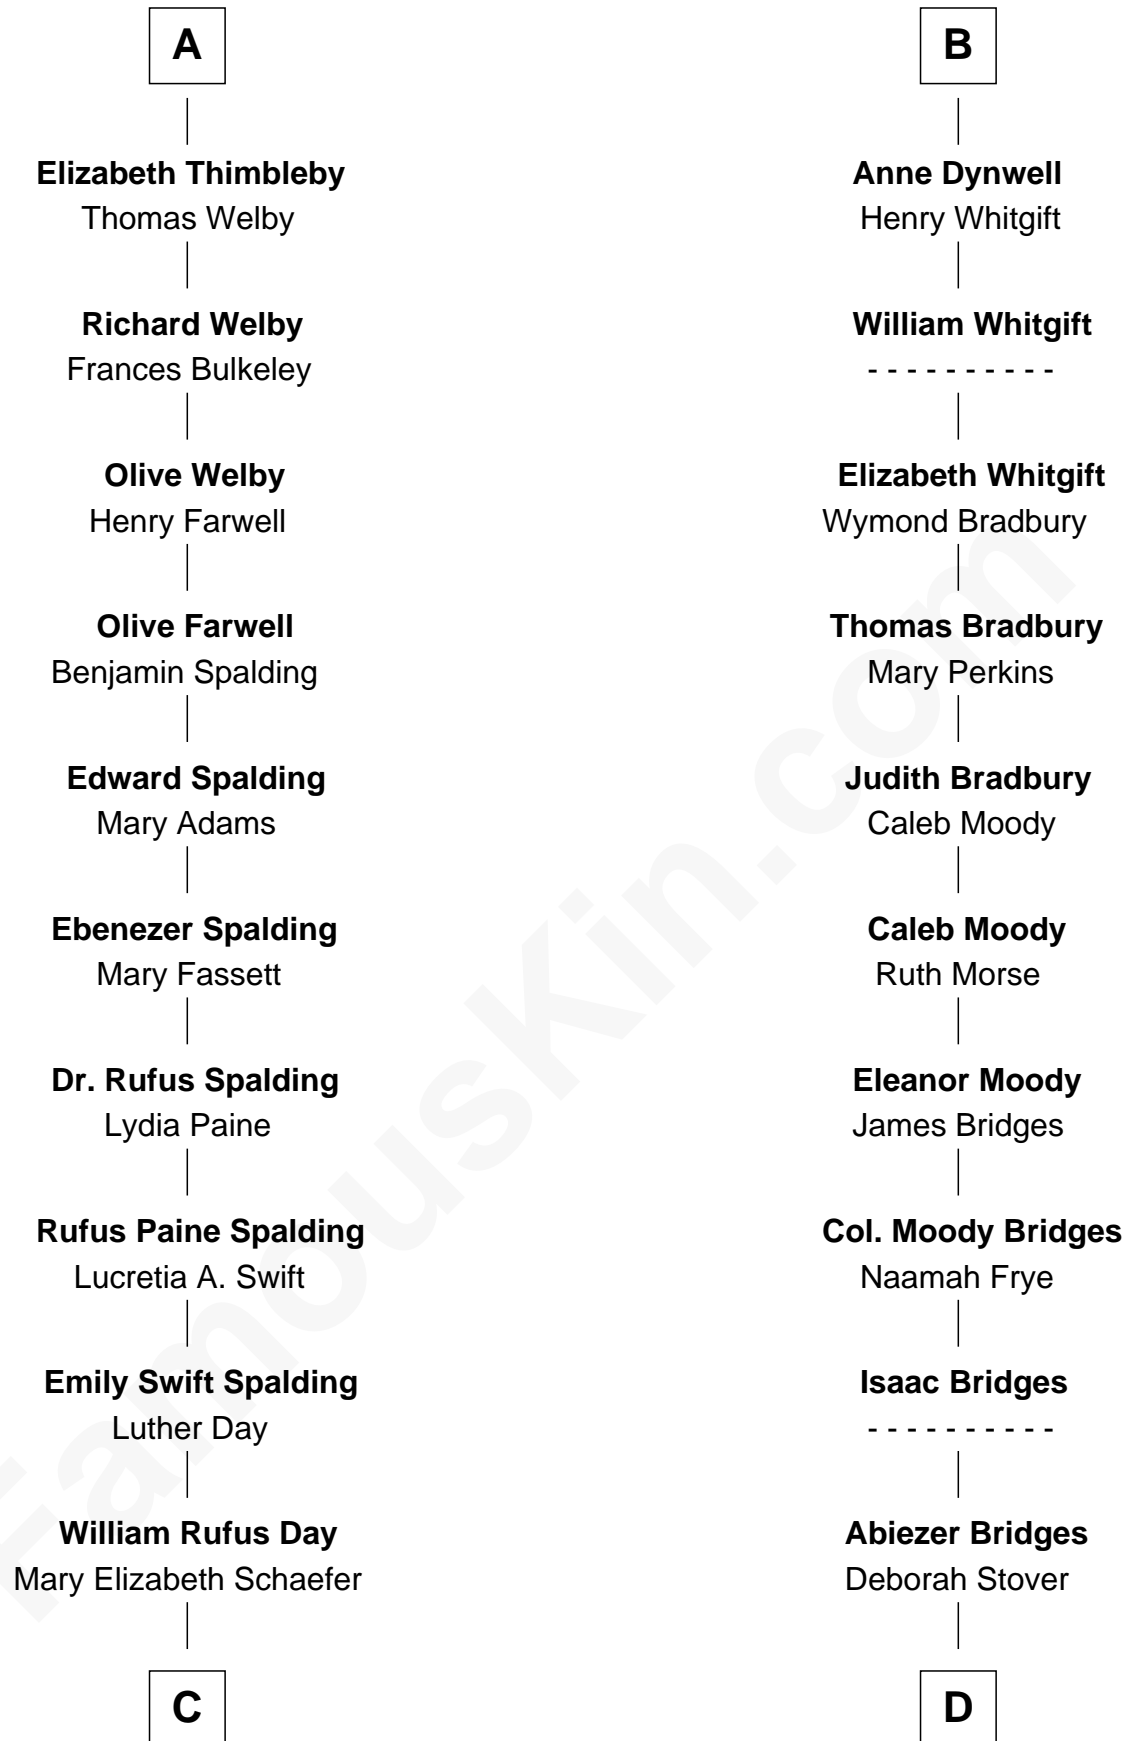 A
Elizabeth Thimbleby
Thomas Welby
Richard Welby
Frances Bulkeley
Olive Welby
Henry Farwell
Olive Farwell
Benjamin Spalding
Edward Spalding
Mary Adams
Ebenezer Spalding
Mary Fassett
Dr. Rufus Spalding
Lydia Paine
Rufus Paine Spalding
Lucretia A. Swift
Emily Swift Spalding
Luther Day
William Rufus Day
Mary Elizabeth Schaefer
C
B
Anne Dynwell
Henry Whitgift
William Whitgift
- - - - - - - - - -
Elizabeth Whitgift
Wymond Bradbury
Thomas Bradbury
Mary Perkins
Judith Bradbury
Caleb Moody
Caleb Moody
Ruth Morse
Eleanor Moody
James Bridges
Col. Moody Bridges
Naamah Frye
Isaac Bridges
- - - - - - - - - -
Abiezer Bridges
Deborah Stover
D
FamousKin.com